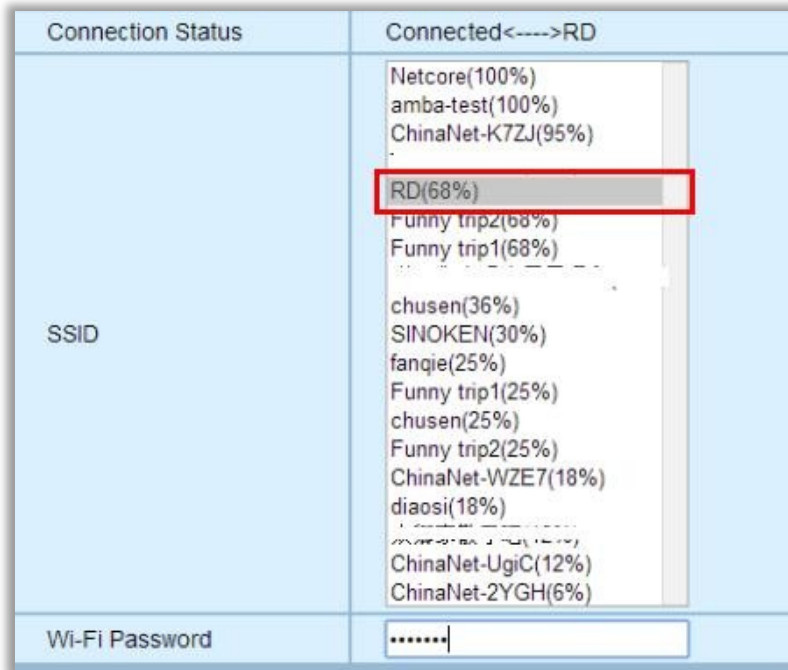 Connection Status
Connected<---->RD
SSID
Netcore(100%)
amba-test(100%)
ChinaNet-K7ZJ(95%)
RD(68%)
Funny trip2(68%)
Funny trip1(68%)
chusen(36%)
SINOKEN(30%)
fanqie(25%)
Funny trip1(25%)
chusen(25%)
Funny trip2(25%)
ChinaNet-WZE7(18%)
diaosi(18%)
ChinaNet-UgiC(12%)
ChinaNet-2YGH(6%)
Wi-Fi Password
•••••••